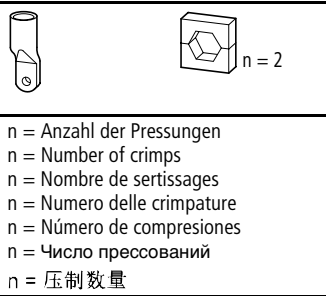 n = 2
n = Anzahl der Pressungen
n = Number of crimps
n = Nombre de sertissages
n = Numero delle crimpature
n = Número de compresiones
n = Число прессований
n = 压制数量